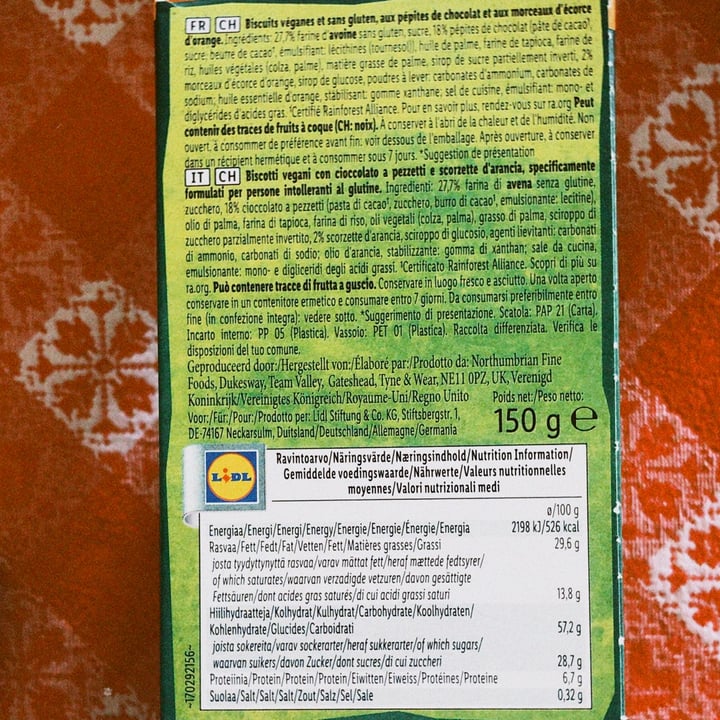 FR CH Biscuits véganes et sans gluten, aux pépites de chocolat et aux morceaux d'écorce
d'orange. Ingrédients: 27,7% farine d'avoine sans gluten, sucre, 18% pépites de chocolat (pâte de cacao¹,
sucre, beurre de cacao¹, émulsifiant: lécithines (tournesol)), huile de palme, farine de tapioca, farine de
riz, huiles végétales (colza, palme), matière grasse de palme, sirop de sucre partiellement inverti, 2%
morceaux d'écorce d'orange, sirop de glucose, poudres à lever: carbonates d'ammonium, carbonates de
sodium; huile essentielle d'orange, stabilisant: gomme xanthane; sel de cuisine, émulsifiant: mono- et
diglycérides d'acides gras. ¹Certifié Rainforest Alliance. Pour en savoir plus, rendez-vous sur ra.org Peut
contenir des traces de fruits à coque (CH: noix). A conserver à l'abri de la chaleur et de l'humidité. Non
ouvert, à consommer de préférence avant fin: voir dessous de l'emballage. Après ouverture, à conserver
dans un récipient hermétique et à consommer sous 7 jours. *Suggestion de présentation
IT CH Biscotti vegani con cioccolato a pezzetti e scorzette d'arancia, specificamente
formulati per persone intolleranti al glutine. Ingredienti: 27,7% farina di avena senza glutine,
zucchero, 18% cioccolato a pezzetti (pasta di cacao¹, zucchero, burro di cacao¹, emulsionante: lecitine),
olio di palma, farina di tapioca, farina di riso, oli vegetali (colza, palma), grasso di palma, sciroppo di
zucchero parzialmente invertito, 2% scorzette d'arancia, sciroppo di glucosio, agenti lievitanti: carbonati
di ammonio, carbonati di sodio; olio d'arancia, stabilizzante: gomma di xanthan; sale da cucina,
emulsionante: mono- e digliceridi degli acidi grassi. ¹Certificato Rainforest Alliance. Scopri di più su
ra.org. Può contenere tracce di frutta a guscio. Conservare in luogo fresco e asciutto. Una volta aperto
conservare in un contenitore ermetico e consumare entro 7 giorni. Da consumarsi preferibilmente entro
fine (in confezione integra): vedere sotto. *Suggerimento di presentazione. Scatola: PAP 21 (Carta).
Incarto interno: PP 05 (Plastica). Vassoio: PET 01 (Plastica). Raccolta differenziata. Verifica le
disposizioni del tuo comune.
Geproduceerd door:/Hergestellt von:/Élaboré par:/Prodotto da: Northumbrian Fine
Foods, Dukesway, Team Valley, Gateshead, Tyne & Wear, NE11 0PZ, UK, Verenigd
Koninkrijk/Vereinigtes Königreich/Royaume-Uni/Regno Unito
Voor:/Für:/Pour:/Prodotto per: Lidl Stiftung & Co. KG, Stiftsbergstr. 1,
DE-74167 Neckarsulm, Duitsland/Deutschland/Allemagne/Germania
Poids net:/Peso netto:
150 g e
LIDL
Ravintoarvo/Näringsvärde/Næringsindhold/Nutrition Information/
Gemiddelde voedingswaarde/Nährwerte/Valeurs nutritionnelles
moyennes/Valori nutrizionali medi
ø/100 g
Energiaa/Energi/Energi/Energy/Energie/Energie/Énergie/Energia 2198 kJ/526 kcal
Rasvaa/Fett/Fedt/Fat/Vetten/Fett/Matières grasses/Grassi 29,6 g
josta tyydyttynyttä rasvaa/varav mättat fett/heraf mættede fedtsyrer/
of which saturates/waarvan verzadigde vetzuren/davon gesättigte
Fettsäuren/dont acides gras saturés/di cui acidi grassi saturi 13,8 g
Hiilihydraatteja/Kolhydrat/Kulhydrat/Carbohydrate/Koolhydraten/
Kohlenhydrate/Glucides/Carboidrati 57,2 g
joista sokereita/varav sockerarter/heraf sukkerarter/of which sugars/
waarvan suikers/davon Zucker/dont sucres/di cui zuccheri 28,7 g
Proteiinia/Protein/Protein/Protein/Eiwitten/Eiweiss/Protéines/Proteine 6,7 g
Suolaa/Salt/Salt/Salt/Zout/Salz/Sel/Sale 0,32 g
-170292156-